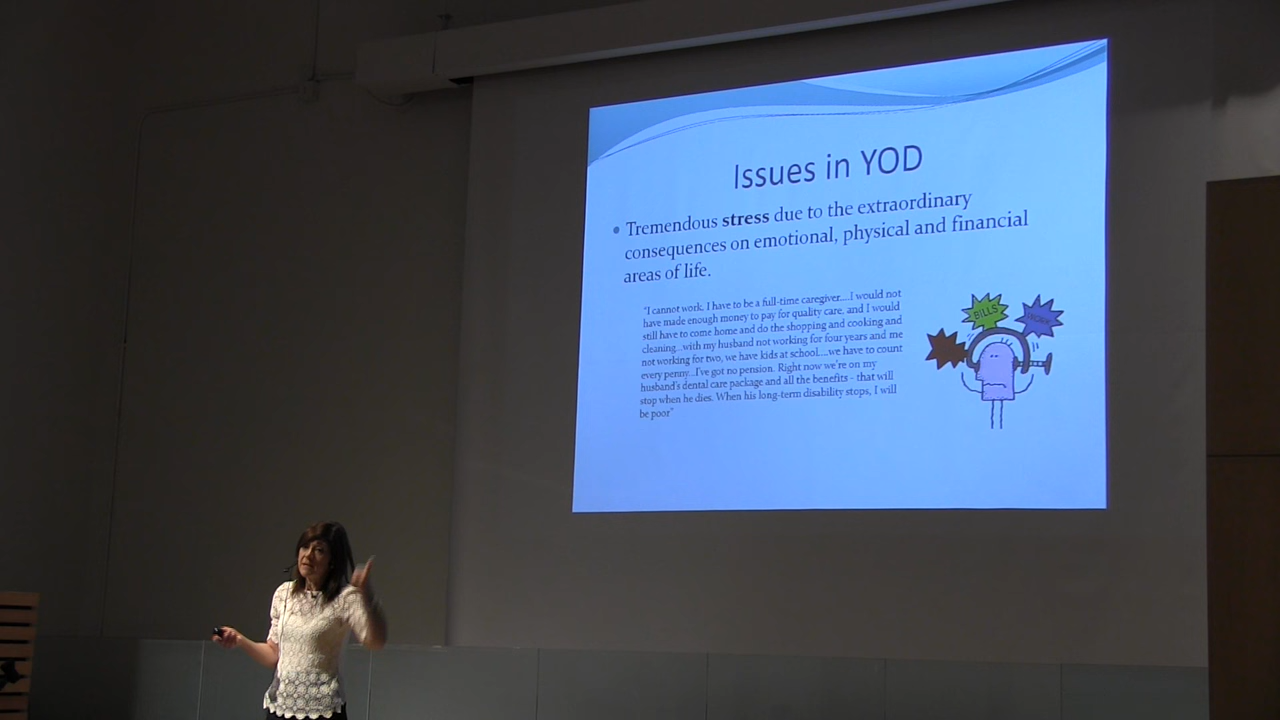 Issues in YOD
• Tremendous stress due to the extraordinary
consequences on emotional, physical and financial
areas of life.
"I cannot work, I have to be a full-time caregiver....I would not
have made enough money to pay for quality care, and I would
still have to come home and do the shopping and cooking and
cleaning...with my husband not working for four years and me
not working for two, we have kids at school....we have to count
every penny...I've got no pension. Right now we're on my
husband's dental care package and all the benefits - that will
stop when he dies. When his long-term disability stops, I will
be poor"
BILLS